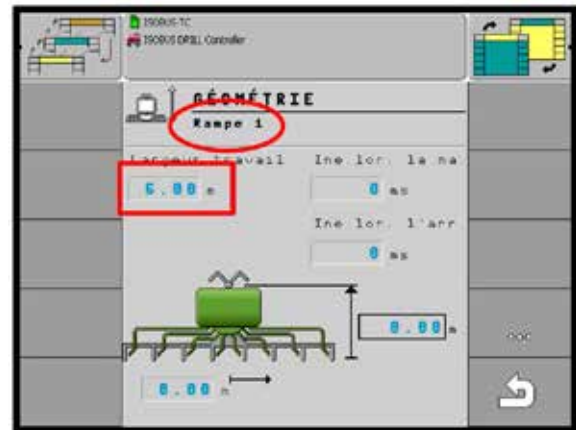 ISOBUS-TC
ISOBUS DRILL Controller
GÉOMÉTRIE
Rampe 1
Largeur travail
Ine lor. la na
6.00 m
0 ms
Ine lor. l'arr
0 ms
0.00 m
0.00 m